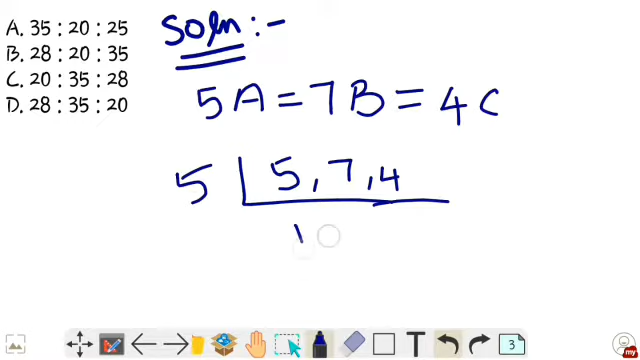 A. 35 : 20 : 25
B. 28 : 20 : 35
C. 20 : 35 : 28
D. 28 : 35 : 20
Soln :-
5A = 7B = 4C
5 | 5, 7, 4
T
3
my